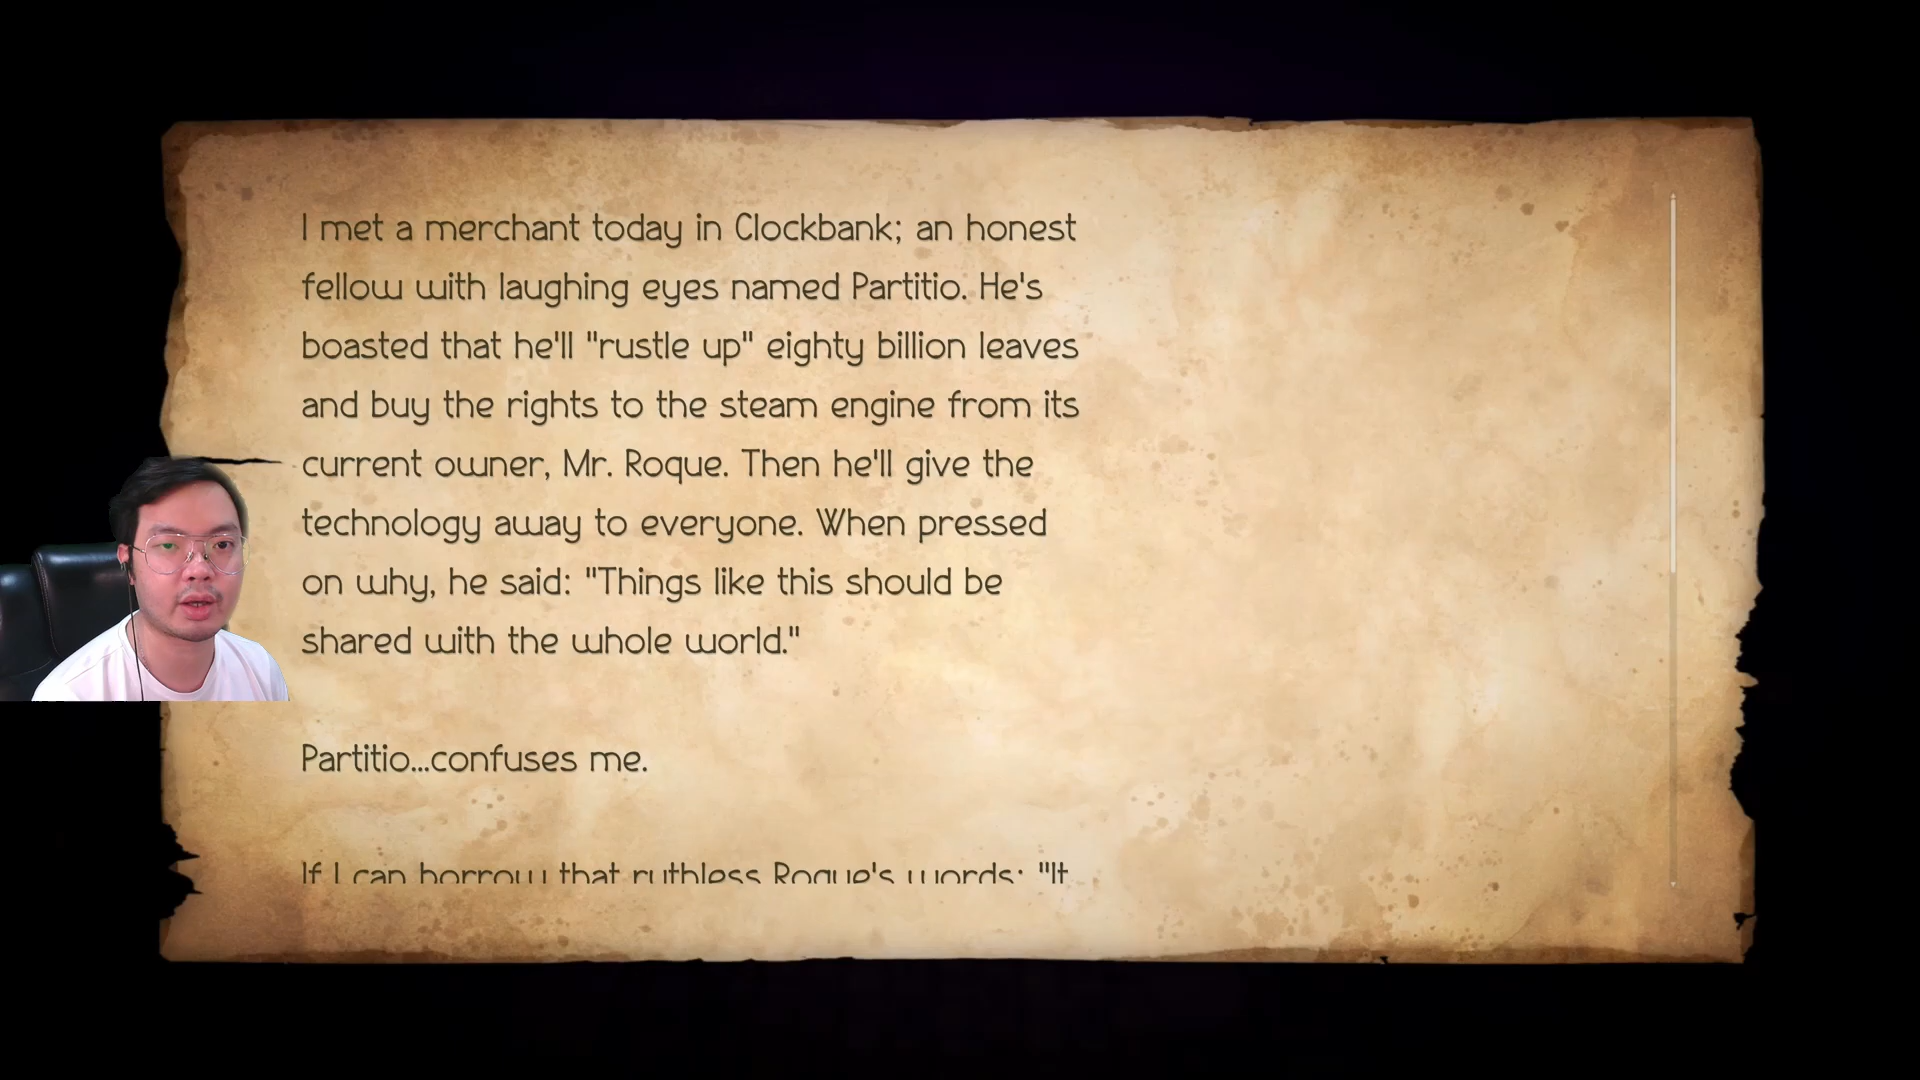 I met a merchant today in Clockbank; an honest
fellow with laughing eyes named Partitio. He's
boasted that he'll "rustle up" eighty billion leaves
and buy the rights to the steam engine from its
current owner, Mr. Roque. Then he'll give the
technology away to everyone. When pressed
on why, he said: "Things like this should be
shared with the whole world."
Partitio...confuses me.
If I can borrow that ruthless Roque's words: "It